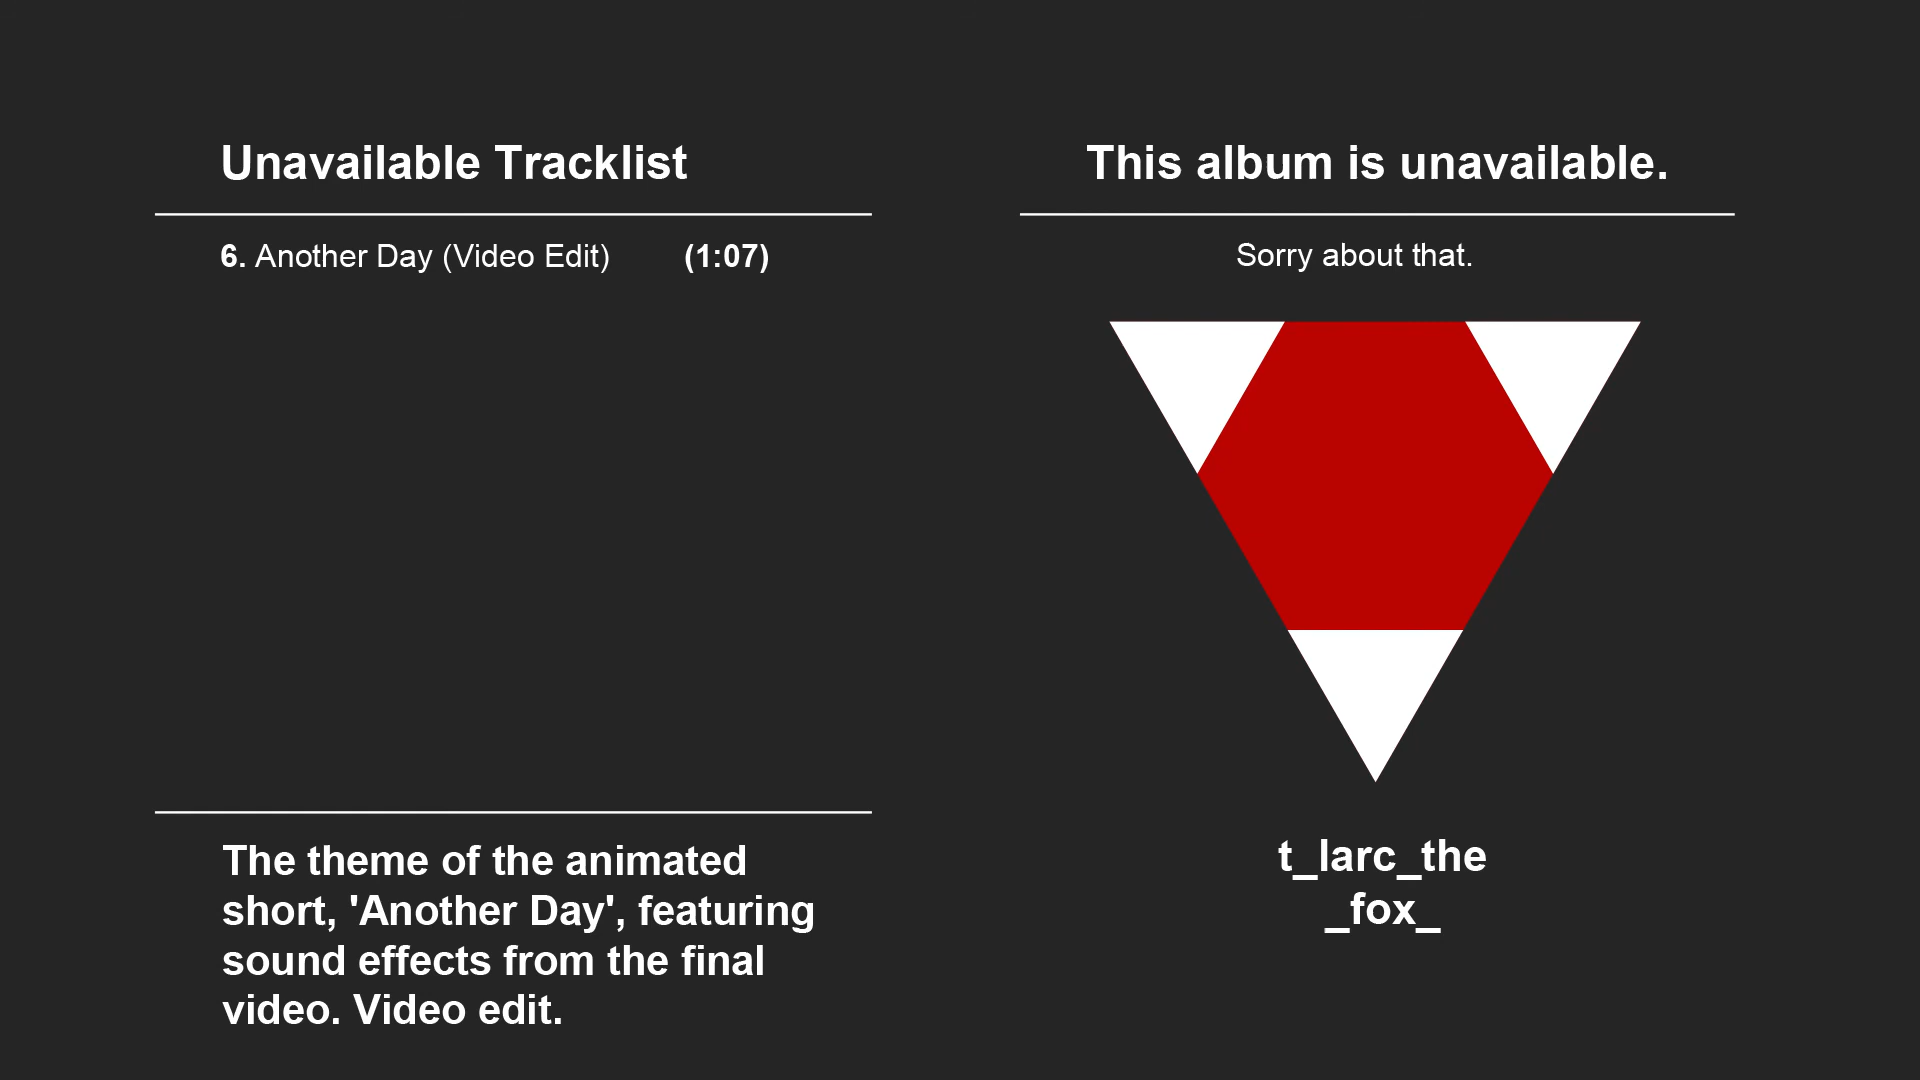 Unavailable Tracklist
6. Another Day (Video Edit) (1:07)
The theme of the animated
short, 'Another Day', featuring
sound effects from the final
video. Video edit.
This album is unavailable.
Sorry about that.
t_larc_the
_fox_